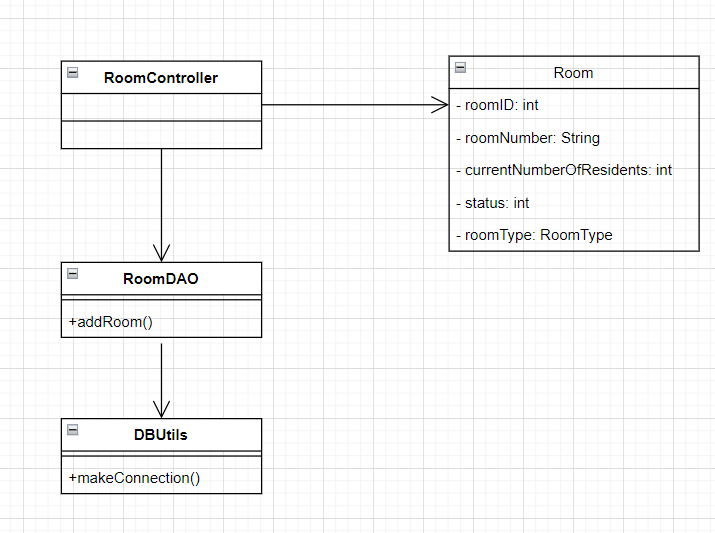 RoomController
Room
- roomID: int
- roomNumber: String
- currentNumberOfResidents: int
- status: int
- roomType: RoomType
RoomDAO
+addRoom()
DBUtils
+makeConnection()